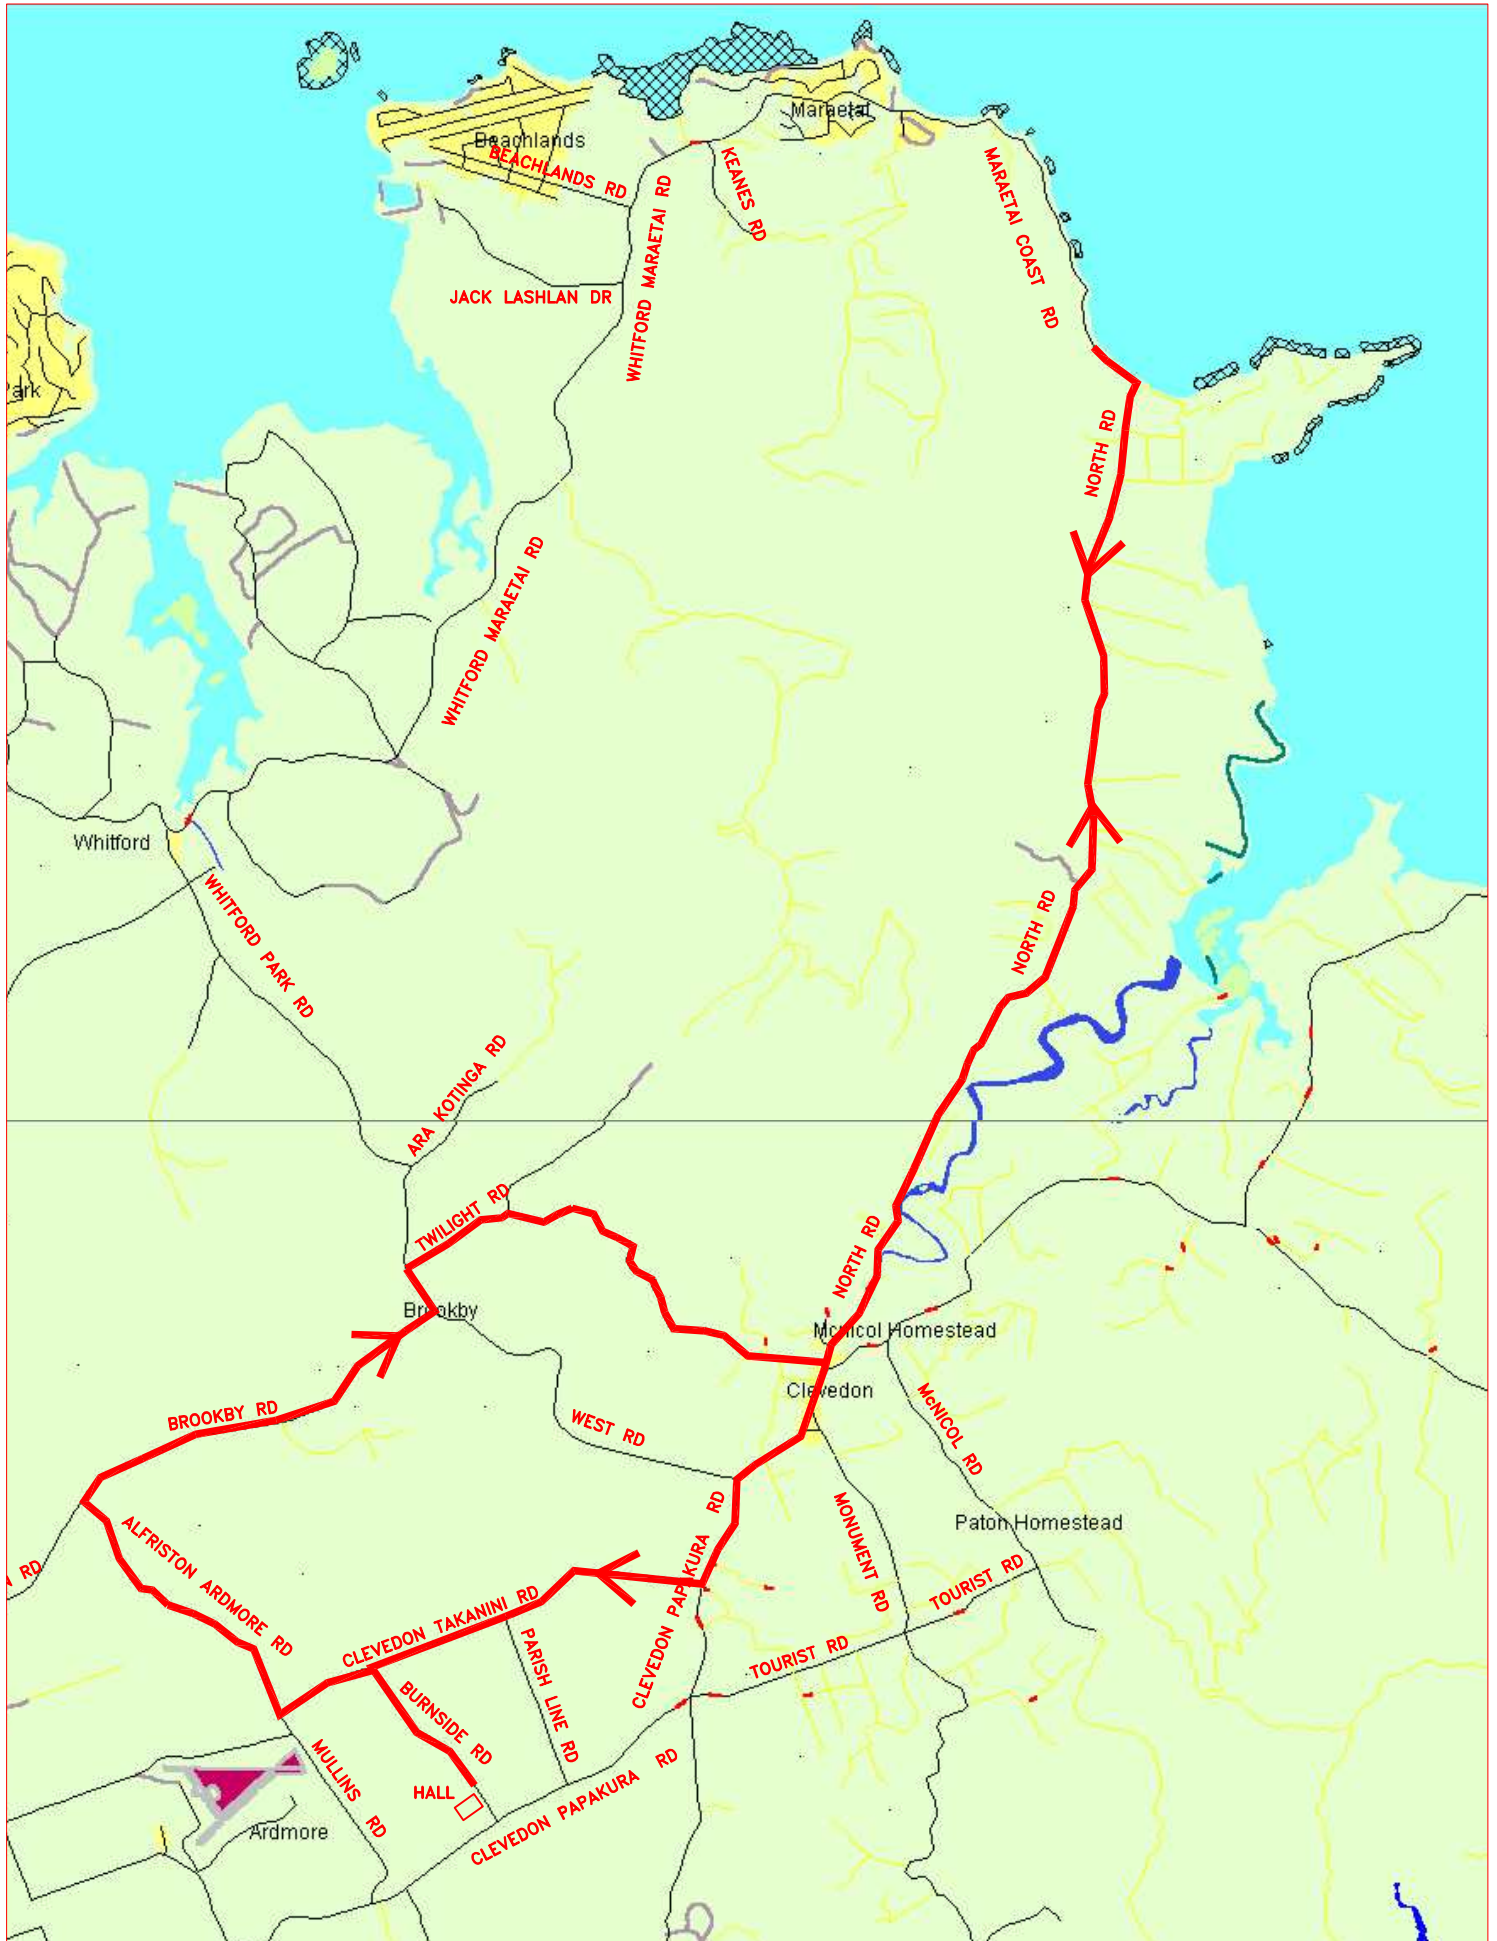 Maraetai
Beachlands
BEACHLANDS RD
KEANES RD
MARAETAI COAST RD
WHITFORD MARAETAI RD
JACK LASHLAN DR
ark
NORTH RD
WHITFORD MARAETAI RD
Whitford
WHITFORD PARK RD
NORTH RD
ARA KOTINGA RD
TWILIGHT RD
NORTH RD
Brookby
Mcnicol Homestead
Clevedon
BROOKBY RD
WEST RD
McNICOL RD
ALFRISTON ARDMORE RD
CLEVEDON PAPAKURA RD
MONUMENT RD
Paton Homestead
N RD
CLEVEDON TAKANINI RD
TOURIST RD
PARISH LINE RD
TOURIST RD
BURNSIDE RD
MULLINS RD
HALL
CLEVEDON PAPAKURA RD
Ardmore